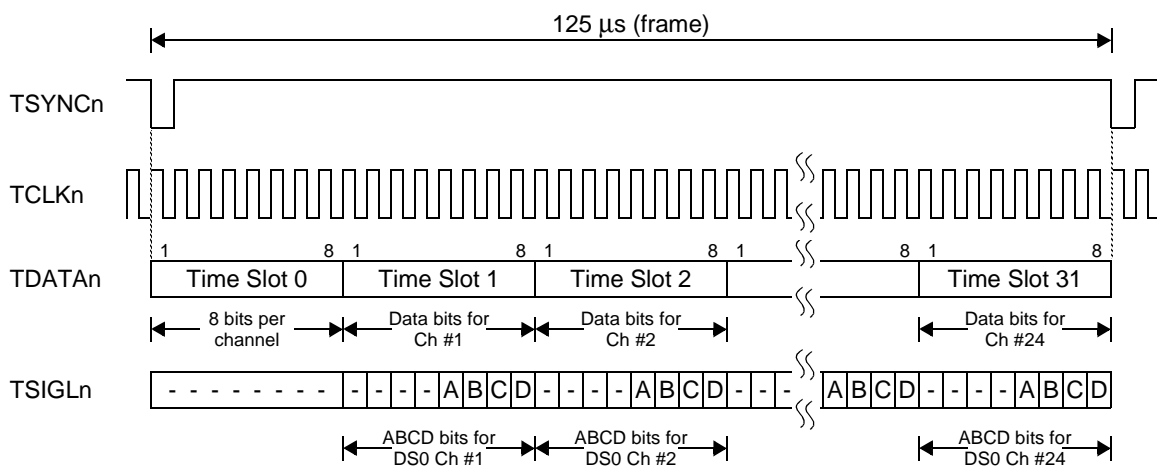 125 µs (frame)
TSYNCn
TCLKn
1 8 1 8 1 8 1 8 1 8
TDATAn Time Slot 0 Time Slot 1 Time Slot 2 Time Slot 31
8 bits per channel Data bits for Ch #1 Data bits for Ch #2 Data bits for Ch #24
TSIGLn - - - - - - - - - - - - A B C D - - - - A B C D - - - A B C D - - - - A B C D
ABCD bits for DS0 Ch #1 ABCD bits for DS0 Ch #2 ABCD bits for DS0 Ch #24